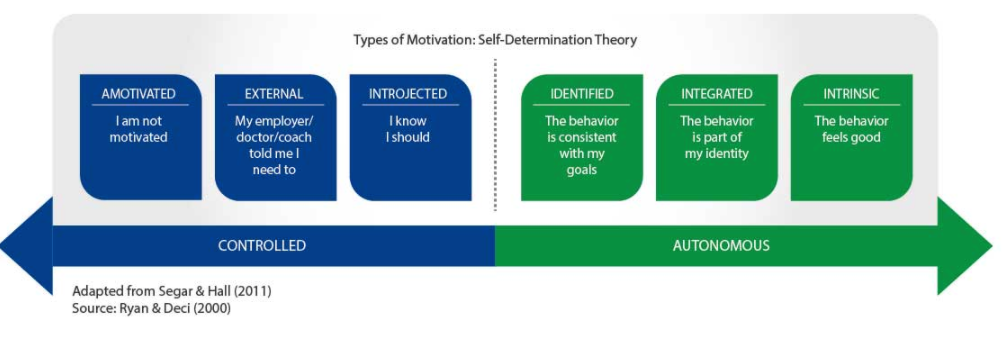 Types of Motivation: Self-Determination Theory
AMOTIVATED
I am not
motivated
EXTERNAL
My employer/
doctor/coach
told me I
need to
INTROJECTED
I know
I should
IDENTIFIED
The behavior
is consistent
with my
goals
INTEGRATED
The behavior
is part of
my identity
INTRINSIC
The behavior
feels good
CONTROLLED
AUTONOMOUS
Adapted from Segar & Hall (2011)
Source: Ryan & Deci (2000)